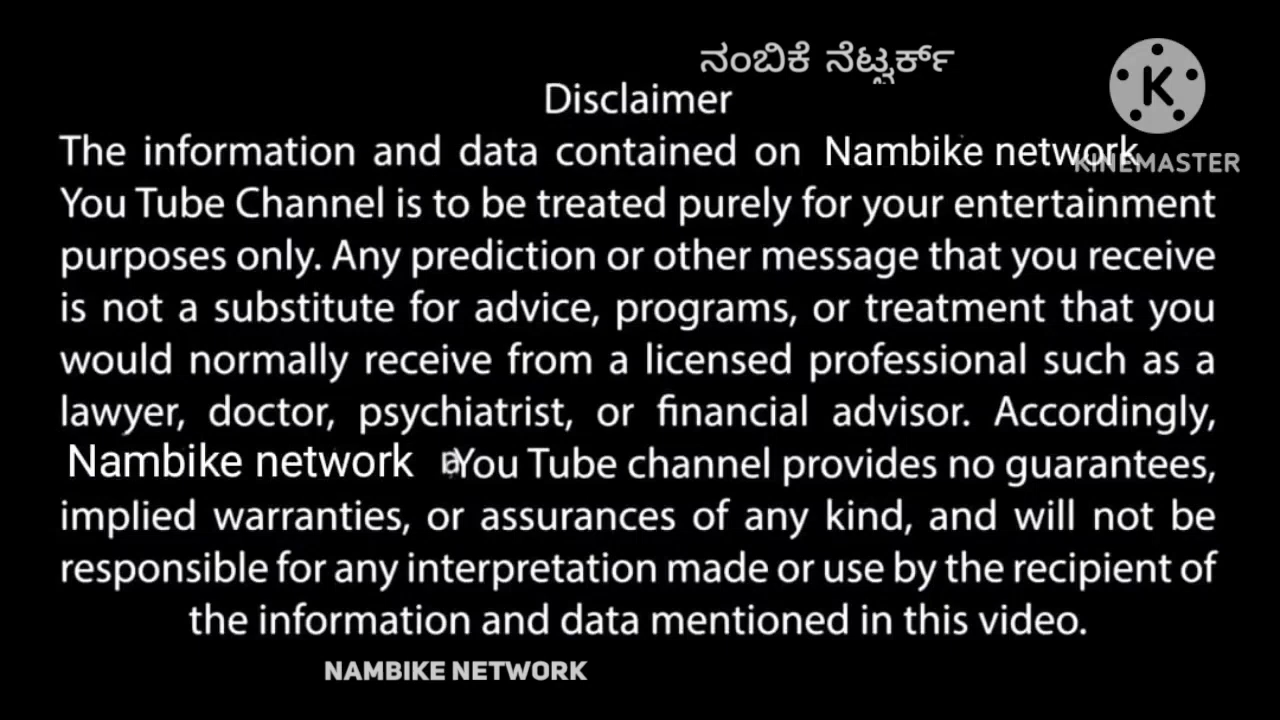 ನಂಬಿಕೆ ನೆಟ್ವರ್ಕ್
Disclaimer
The information and data contained on Nambike network
K
KINEMASTER
You Tube Channel is to be treated purely for your entertainment
purposes only. Any prediction or other message that you receive
is not a substitute for advice, programs, or treatment that you
would normally receive from a licensed professional such as a
lawyer, doctor, psychiatrist, or financial advisor. Accordingly,
Nambike network You Tube channel provides no guarantees,
implied warranties, or assurances of any kind, and will not be
responsible for any interpretation made or use by the recipient of
the information and data mentioned in this video.
NAMBIKE NETWORK